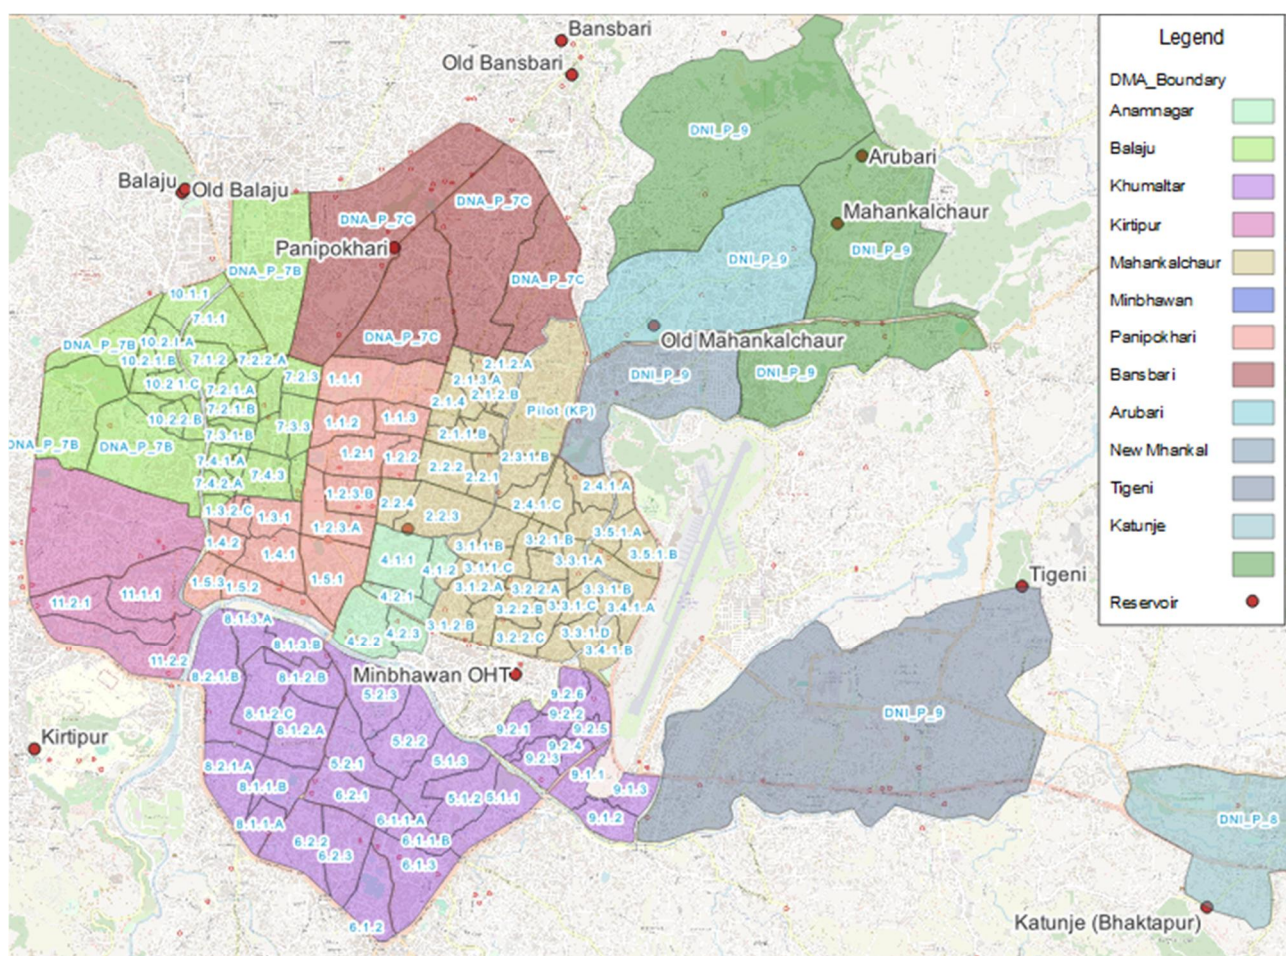 Bansbari
Old Bansbari
Balaju
Old Balaju
Panipokhari
Arubari
Mahankalchaur
Old Mahankalchaur
Tigeni
Minbhawan OHT
Kirtipur
Katunje (Bhaktapur)
DNI_P_9
DNI_P_9
DNI_P_9
DNI_P_9
DNI_P_9
DNI_P_9
DNI_P_8
DNA_P_7C
DNA_P_7C
DNA_P_7C
DNA_P_7C
DNA_P_7B
DNA_P_7B
DNA_P_7B
DNA_P_7B
10.1.1
7.1.1
10.2.1.A
10.2.1.B
7.1.2
7.2.2.A
7.2.3
10.2.1.C
7.2.1.A
7.2.1.B
10.2.2.B
7.3.1.B
7.3.3
7.4.1.A
7.4.2.A
7.4.3
1.1.1
1.1.2
1.1.3
1.2.1
1.2.2
1.2.3.B
1.2.3.A
1.3.2.C
1.3.1
1.4.2
1.4.1
1.5.3
1.5.2
1.5.1
2.1.2.A
2.1.3.A
2.1.2.B
2.1.4
Pilot (KP)
2.1.1.B
2.3.1.B
2.2.2
2.2.1
2.2.4
2.2.3
2.4.1.A
2.4.1.C
3.5.1.A
3.5.1.B
3.1.1.B
3.2.1.B
3.1.1.C
3.3.1.A
3.1.2.A
3.2.2.A
3.3.1.B
3.2.2.B
3.3.1.C
3.4.1.A
3.1.2.B
3.2.2.C
3.3.1.D
3.4.1.B
4.1.1
4.1.2
4.2.1
4.2.2
4.2.3
11.2.1
11.1.1
11.2.2
8.1.3.A
8.1.3.B
8.2.1.B
8.1.2.B
8.1.2.C
8.1.2.A
8.2.1.A
8.1.1.B
8.1.1.A
5.2.3
5.2.2
5.2.1
5.1.3
5.1.2
5.1.1
6.2.1
6.1.1.A
6.1.1.B
6.2.2
6.2.3
6.1.3
6.1.2
9.2.6
9.2.2
9.2.1
9.2.5
9.2.4
9.2.3
9.1.1
9.1.3
9.1.2
Legend
DMA_Boundary
Anamnagar
Balaju
Khumaltar
Kirtipur
Mahankalchaur
Minbhawan
Panipokhari
Bansbari
Arubari
New Mhankal
Tigeni
Katunje
Reservoir